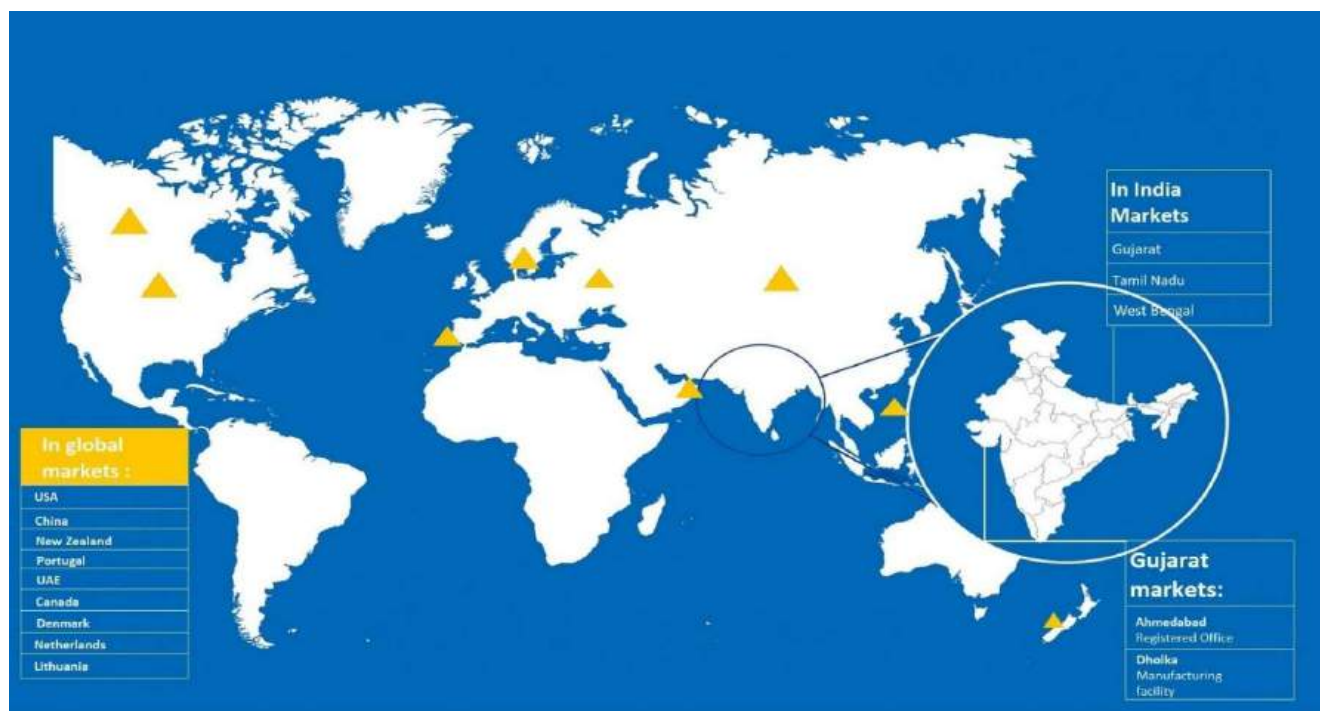 In India
Markets
Gujarat
Tamil Nadu
West Bengal
In global
markets :
USA
China
New Zealand
Portugal
UAE
Canada
Denmark
Netherlands
Lithuania
Gujarat
markets:
Ahmedabad
Registered Office
Dholka
Manufacturing
facility